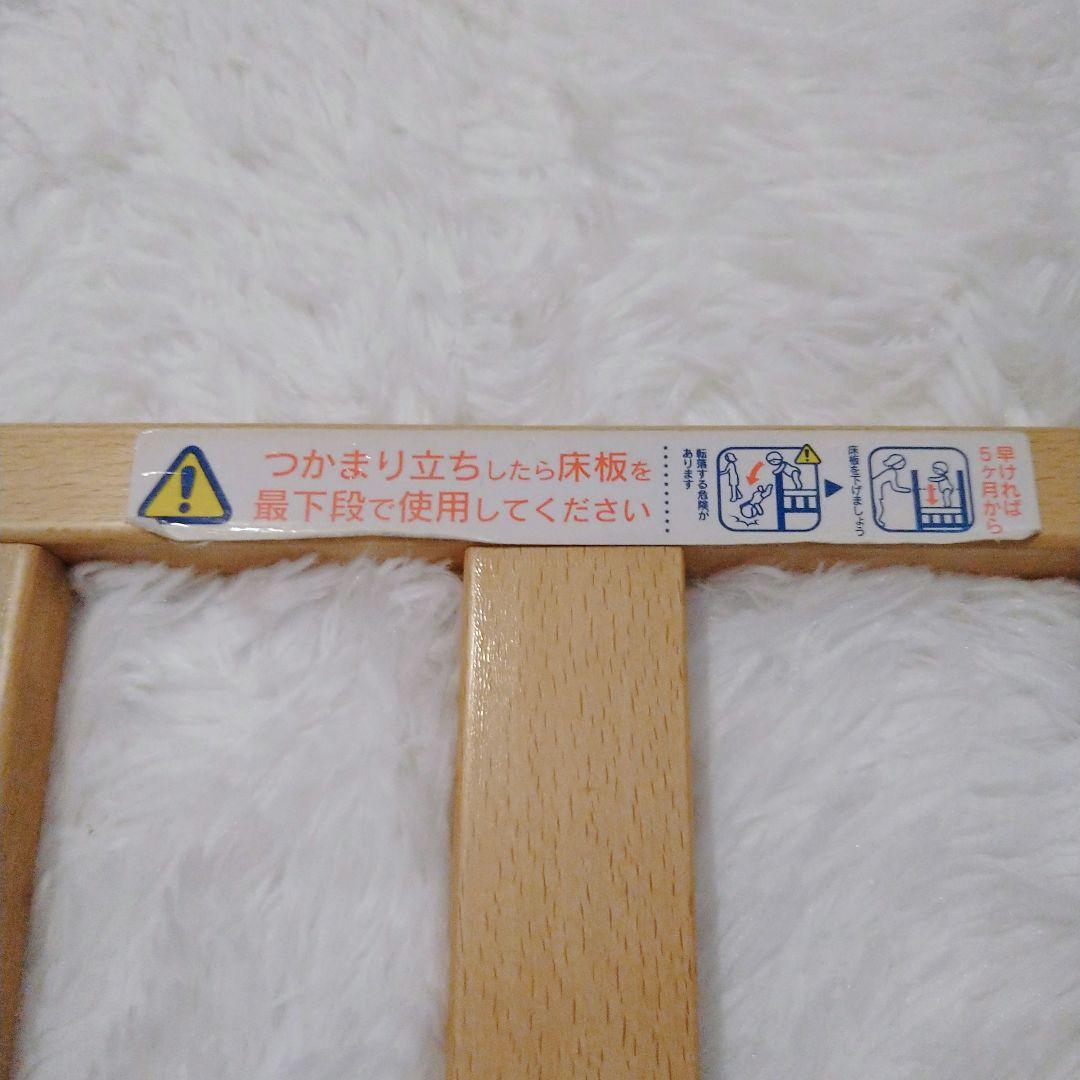 つかまり立ちしたら床板を
最下段で使用してください
転落する危険が
あります
床板を下げましょう
早ければ
5ヶ月から